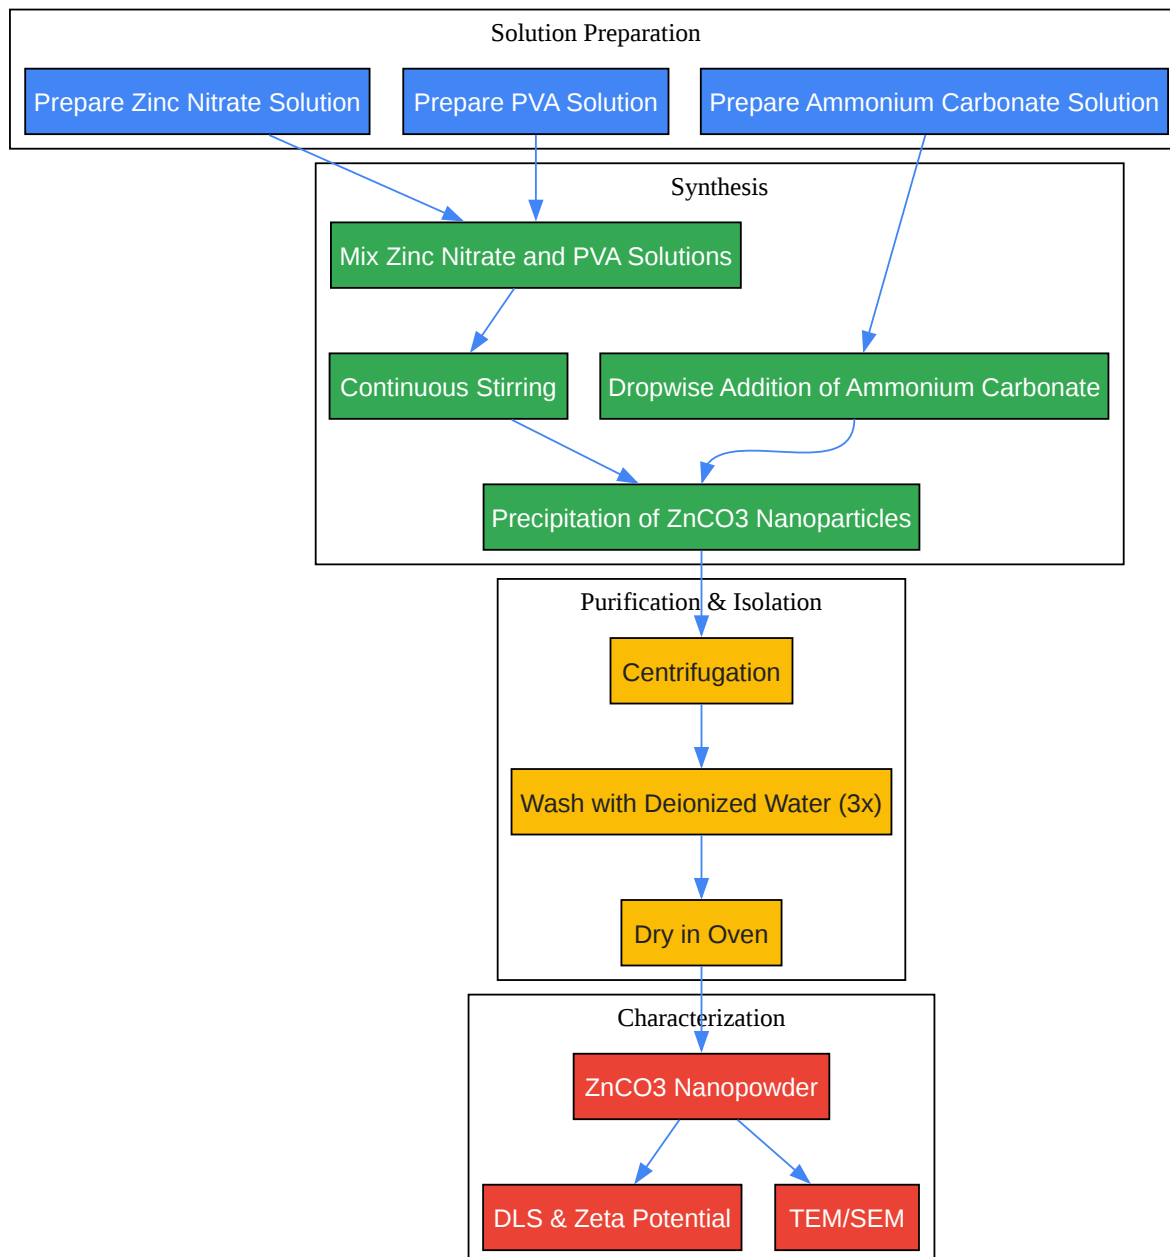 Solution Preparation
Prepare Zinc Nitrate Solution
Prepare PVA Solution
Prepare Ammonium Carbonate Solution
Synthesis
Mix Zinc Nitrate and PVA Solutions
Continuous Stirring
Dropwise Addition of Ammonium Carbonate
Precipitation of ZnCO3 Nanoparticles
Purification & Isolation
Centrifugation
Wash with Deionized Water (3x)
Dry in Oven
Characterization
ZnCO3 Nanopowder
DLS & Zeta Potential
TEM/SEM